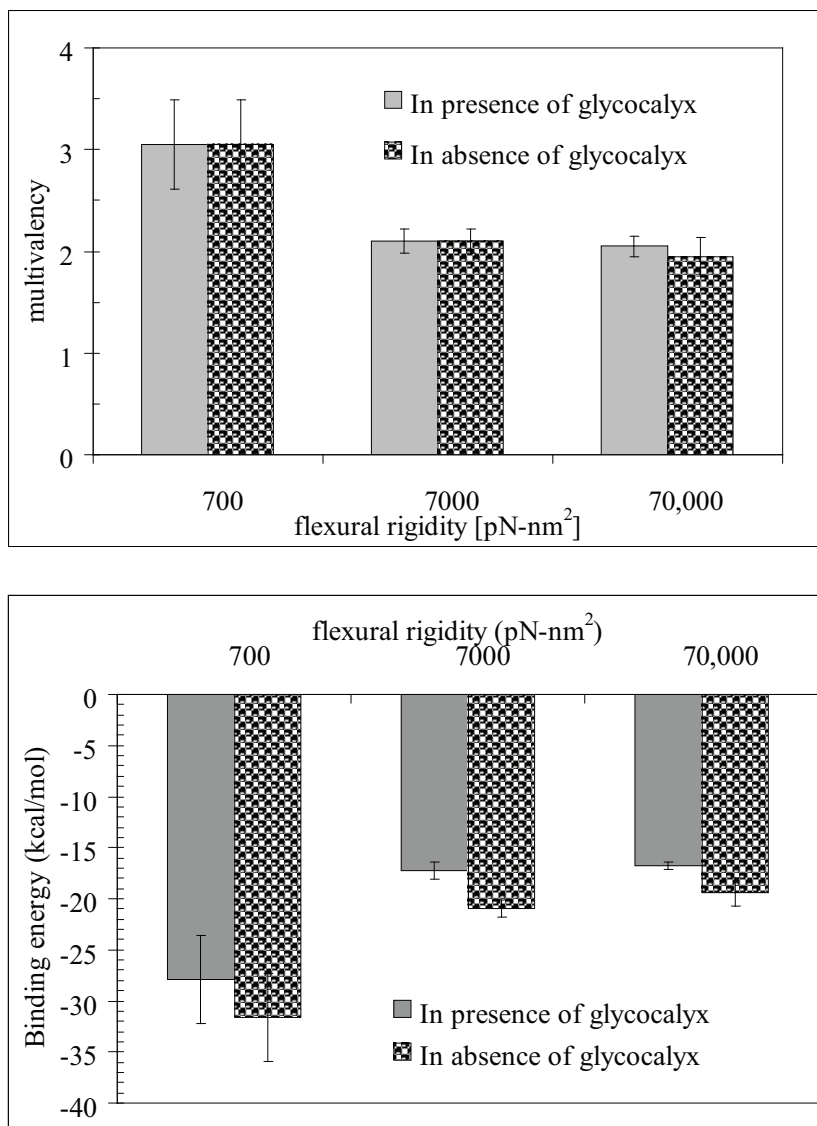 4
3
2
1
0
multivalency
In presence of glycocalyx
In absence of glycocalyx
700 7000 70,000
flexural rigidity [pN-nm²]
flexural rigidity (pN-nm²)
700 7000 70,000
0
-5
-10
-15
-20
-25
-30
-35
-40
Binding energy (kcal/mol)
In presence of glycocalyx
In absence of glycocalyx